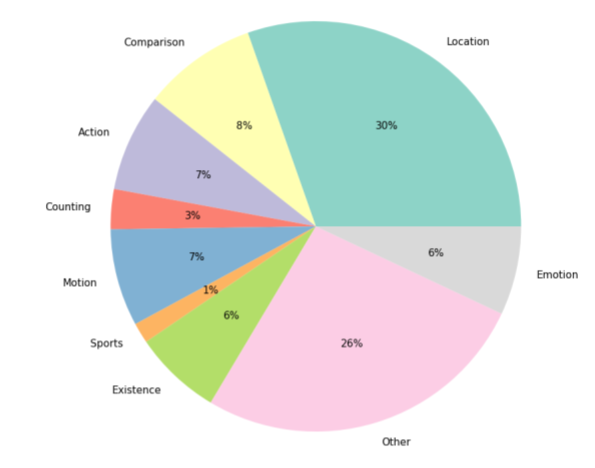 Comparison
Location
8%
30%
Action
7%
Counting
3%
Motion
7%
6%
Emotion
1%
Sports
6%
26%
Existence
Other